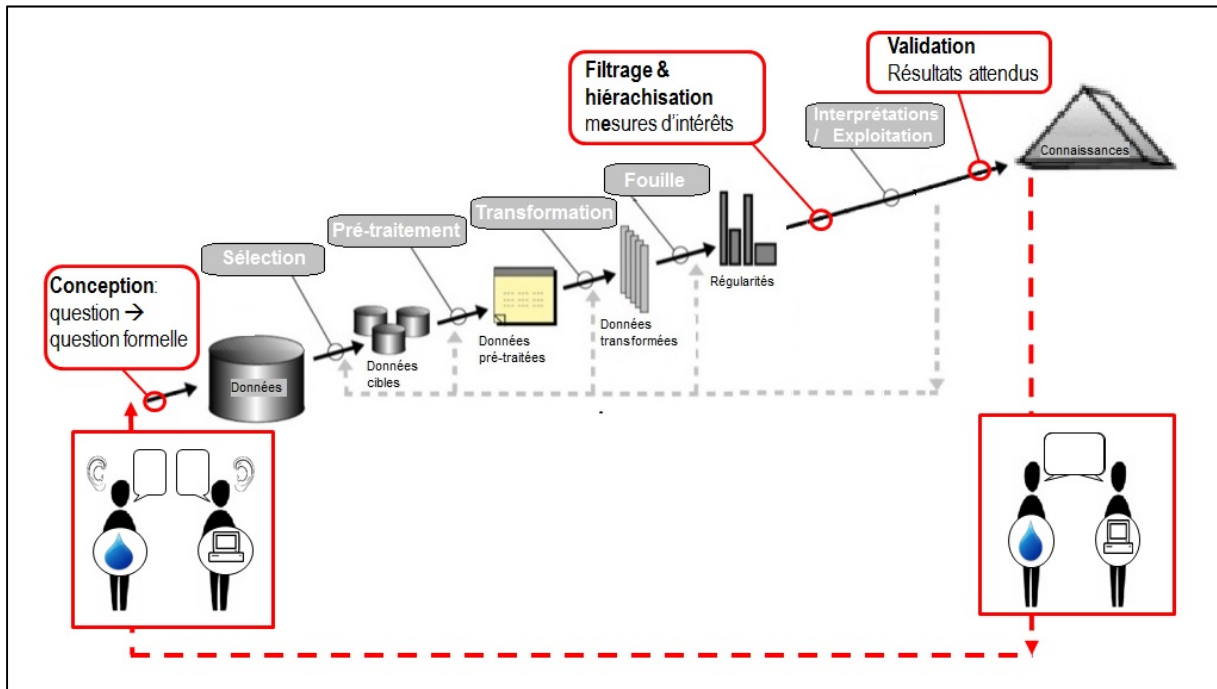 Validation
Résultats attendus
Filtrage &
hiérachisation
mesures d'intérêts
Interprétations
/ Exploitation
Connaissances
Fouille
Transformation
Pré-traitement
Sélection
Régularités
Conception:
question →
question formelle
Données
transformées
Données
pré-traitées
Données
cibles
Données